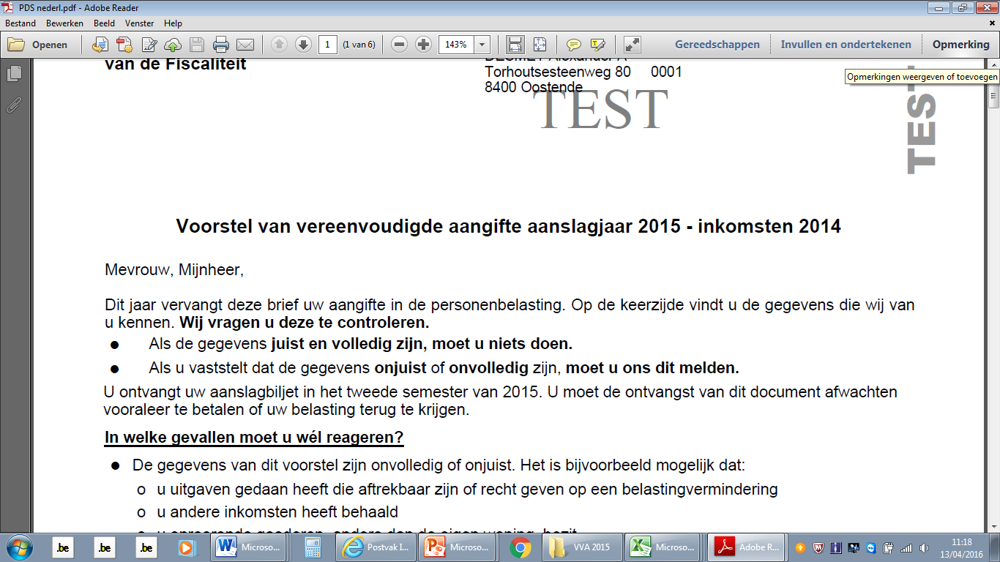 PDS nederl.pdf - Adobe Reader
Bestand Bewerken Beeld Venster Help
Openen 1 (1 van 6) 143% Gereedschappen Invullen en ondertekenen Opmerking
Opmerkingen weergeven of toevoegen
van de Fiscaliteit
Torhoutsesteenweg 80 0001
8400 Oostende
TEST
TEST
Voorstel van vereenvoudigde aangifte aanslagjaar 2015 - inkomsten 2014
Mevrouw, Mijnheer,
Dit jaar vervangt deze brief uw aangifte in de personenbelasting. Op de keerzijde vindt u de gegevens die wij van
u kennen. Wij vragen u deze te controleren.
● Als de gegevens juist en volledig zijn, moet u niets doen.
● Als u vaststelt dat de gegevens onjuist of onvolledig zijn, moet u ons dit melden.
U ontvangt uw aanslagbiljet in het tweede semester van 2015. U moet de ontvangst van dit document afwachten
vooraleer te betalen of uw belasting terug te krijgen.
In welke gevallen moet u wél reageren?
● De gegevens van dit voorstel zijn onvolledig of onjuist. Het is bijvoorbeeld mogelijk dat:
o u uitgaven gedaan heeft die aftrekbaar zijn of recht geven op een belastingvermindering
o u andere inkomsten heeft behaald
.be .be .be Microso... Postvak I... Microso... VVA 2015 Microso... Adobe R...
11:18
13/04/2016